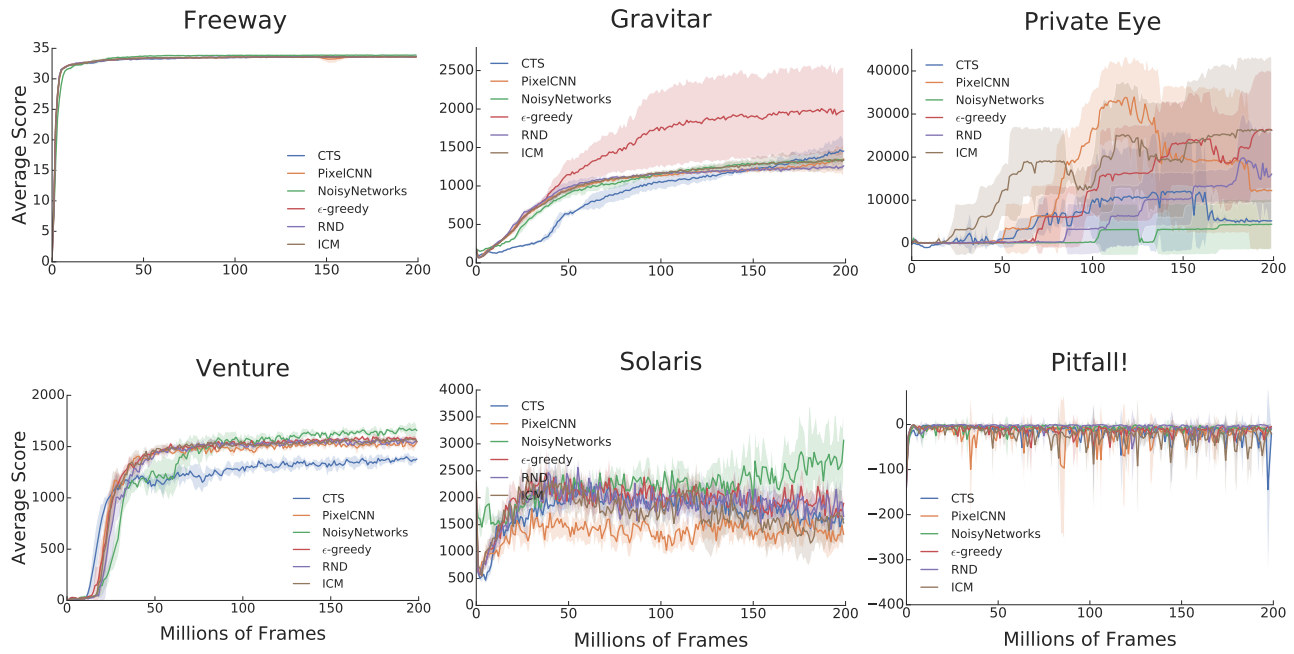 Freeway
35
30
25
20
15
10
5
0
Average Score
CTS
PixelCNN
NoisyNetworks
ϵ-greedy
RND
ICM
0 50 100 150 200
Gravitar
2500
2000
1500
1000
500
0
CTS
PixelCNN
NoisyNetworks
ϵ-greedy
RND
ICM
0 50 100 150 200
Private Eye
40000
30000
20000
10000
0
CTS
PixelCNN
NoisyNetworks
ϵ-greedy
RND
ICM
0 50 100 150 200
Venture
2000
1500
1000
500
0
Average Score
CTS
PixelCNN
NoisyNetworks
ϵ-greedy
RND
ICM
0 50 100 150 200
Millions of Frames
Solaris
4000
3500
3000
2500
2000
1500
1000
500
0
CTS
PixelCNN
NoisyNetworks
ϵ-greedy
RND
ICM
0 50 100 150 200
Millions of Frames
Pitfall!
0
−100
−200
−300
−400
CTS
PixelCNN
NoisyNetworks
ϵ-greedy
RND
ICM
0 50 100 150 200
Millions of Frames